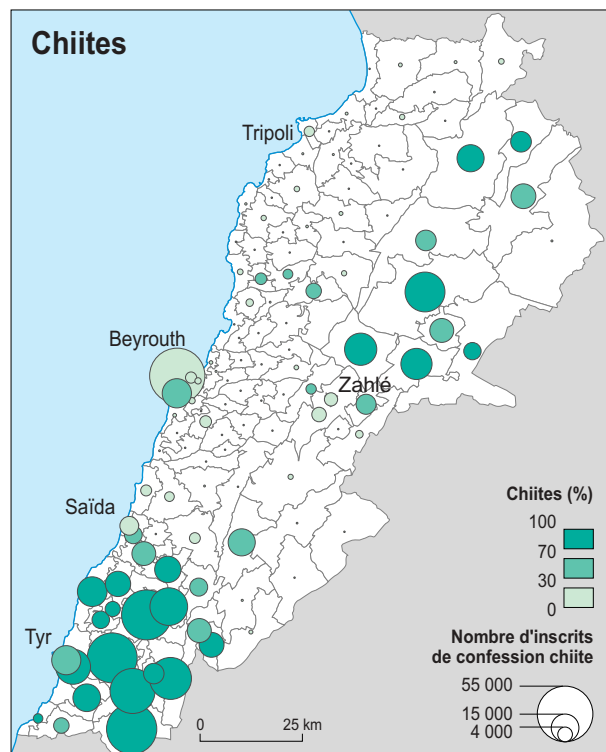 Chiites
Tripoli
Beyrouth
Zahlé
Saïda
Tyr
Chiites (%)
100
70
30
0
Nombre d'inscrits
de confession chiite
55 000
15 000
4 000
0 25 km